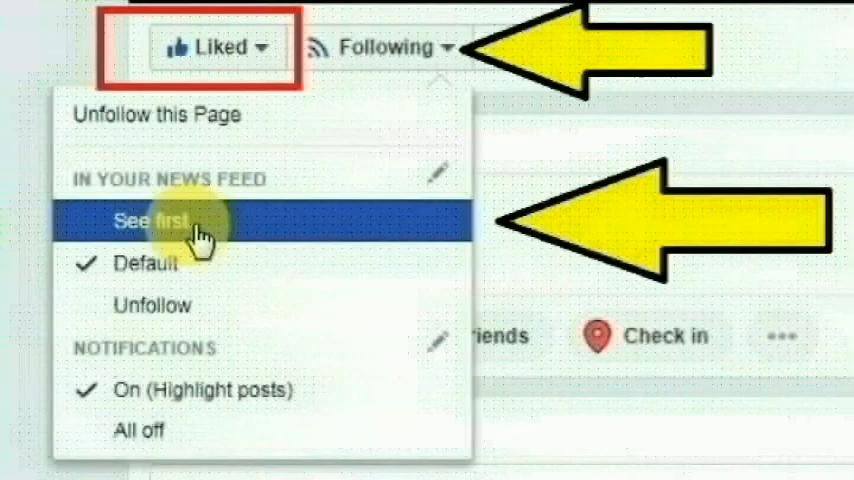 Liked Following
Unfollow this Page
IN YOUR NEWS FEED
See first
Default
Unfollow
riends Check in
NOTIFICATIONS
On (Highlight posts)
All off